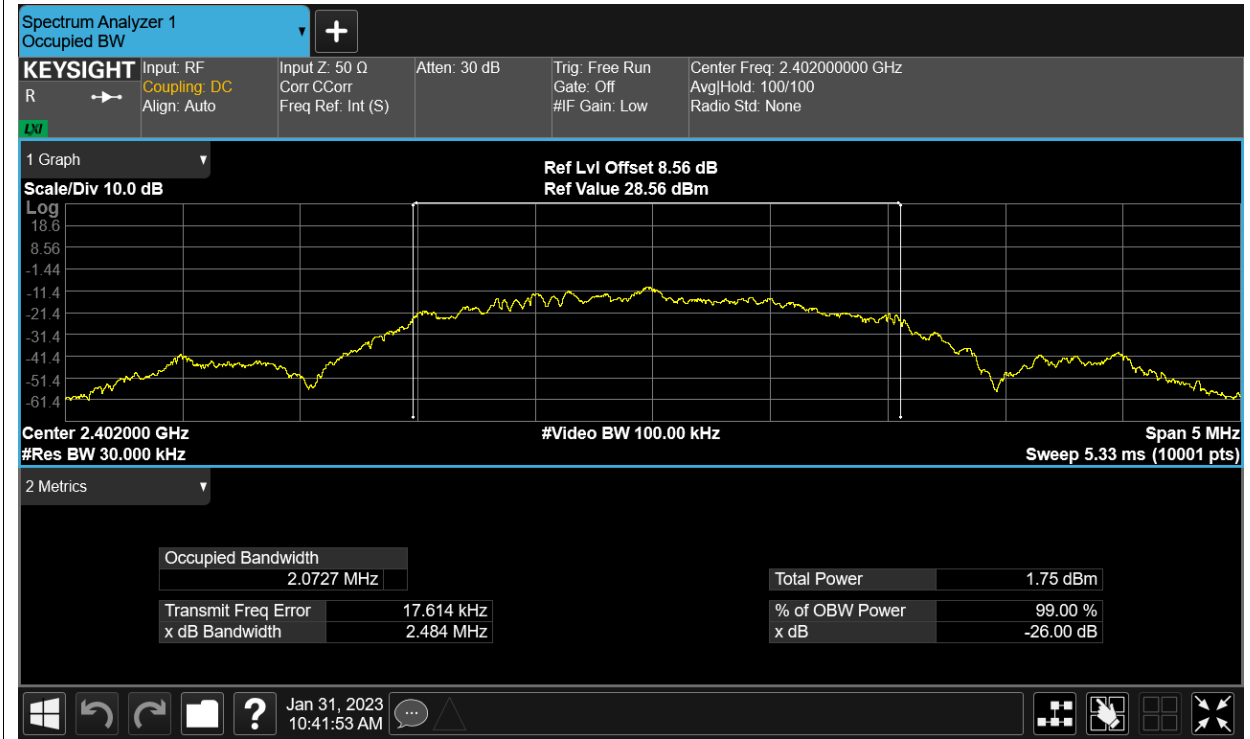 Spectrum Analyzer 1
Occupied BW
KEYSIGHT Input: RF Input Z: 50 Ω Atten: 30 dB Trig: Free Run Center Freq: 2.402000000 GHz
R Coupling: DC Corr CCorr Gate: Off Avg|Hold: 100/100
Align: Auto Freq Ref: Int (S) #IF Gain: Low Radio Std: None
LXI
1 Graph
Ref Lvl Offset 8.56 dB
Scale/Div 10.0 dB Ref Value 28.56 dBm
Log
18.6
8.56
-1.44
-11.4
-21.4
-31.4
-41.4
-51.4
-61.4
Center 2.402000 GHz #Video BW 100.00 kHz Span 5 MHz
#Res BW 30.000 kHz Sweep 5.33 ms (10001 pts)
2 Metrics
Occupied Bandwidth
2.0727 MHz Total Power 1.75 dBm
Transmit Freq Error 17.614 kHz % of OBW Power 99.00 %
x dB Bandwidth 2.484 MHz x dB -26.00 dB
? Jan 31, 2023
10:41:53 AM